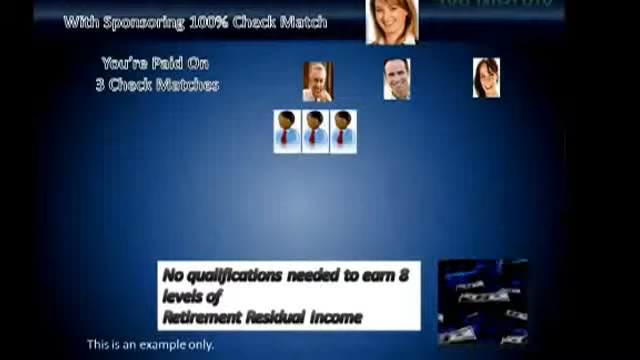 With Sponsoring 100% Check Match
You're Paid On
3 Check Matches
No qualifications needed to earn 8
levels of
Retirement Residual Income
This is an example only.